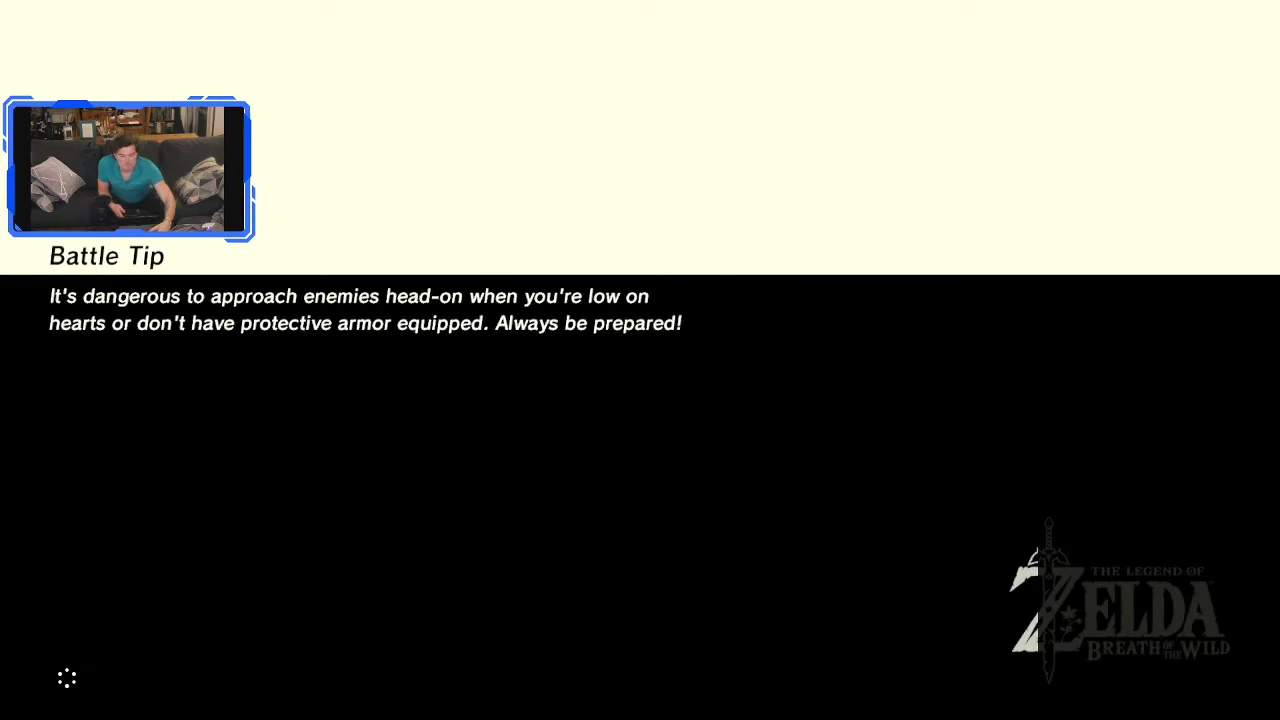 Battle Tip
It's dangerous to approach enemies head-on when you're low on
hearts or don't have protective armor equipped. Always be prepared!
THE LEGEND OF
ZELDA
BREATH OF THE WILD